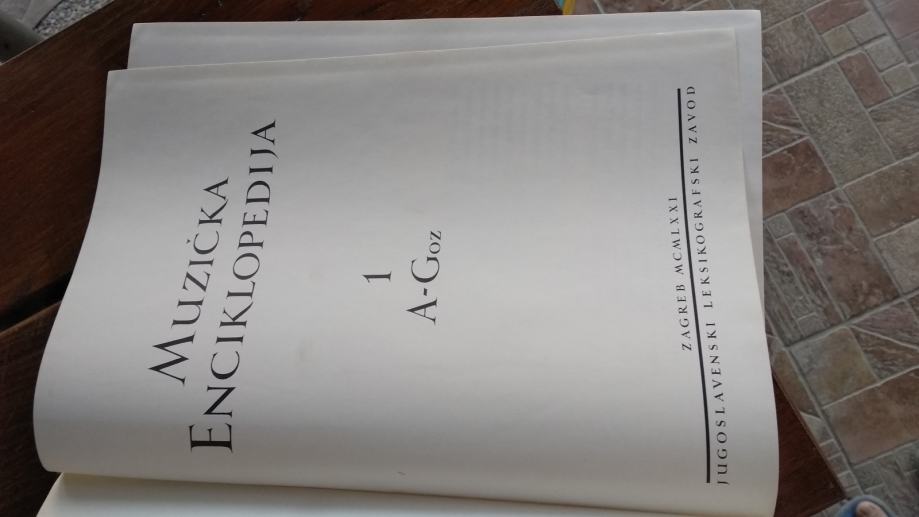 MUZIČKA
ENCIKLOPEDIJA
1
A-Goz
ZAGREB MCMLXXI
JUGOSLAVENSKI LEKSIKOGRAFSKI ZAVOD